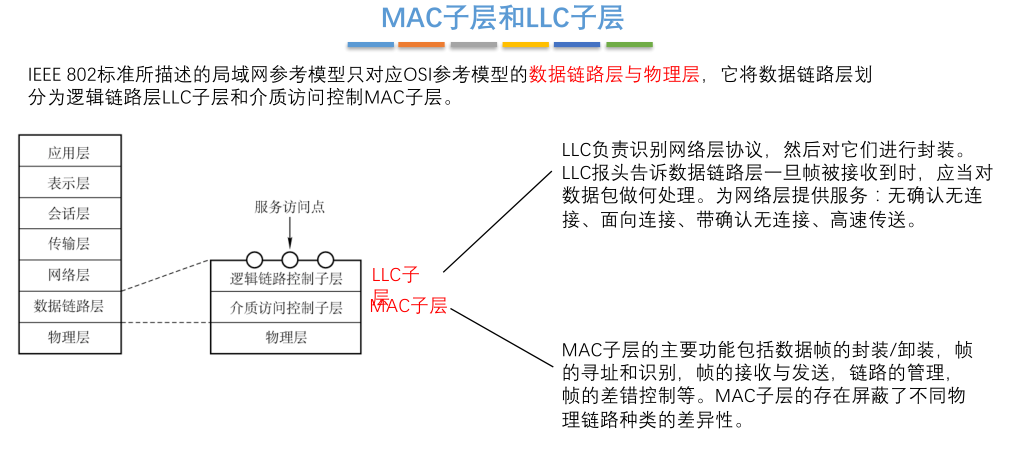 MAC子层和LLC子层
IEEE 802标准所描述的局域网参考模型只对应OSI参考模型的数据链路层与物理层，它将数据链路层划
分为逻辑链路层LLC子层和介质访问控制MAC子层。
应用层
表示层
会话层
传输层
网络层
数据链路层
物理层
服务访问点
逻辑链路控制子层
介质访问控制子层
物理层
LLC子
层
MAC子层
LLC负责识别网络层协议，然后对它们进行封装。
LLC报头告诉数据链路层一旦帧被接收到时，应当对
数据包做何处理。为网络层提供服务：无确认无连
接、面向连接、带确认无连接、高速传送。
MAC子层的主要功能包括数据帧的封装/卸装，帧
的寻址和识别，帧的接收与发送，链路的管理，
帧的差错控制等。MAC子层的存在屏蔽了不同物
理链路种类的差异性。